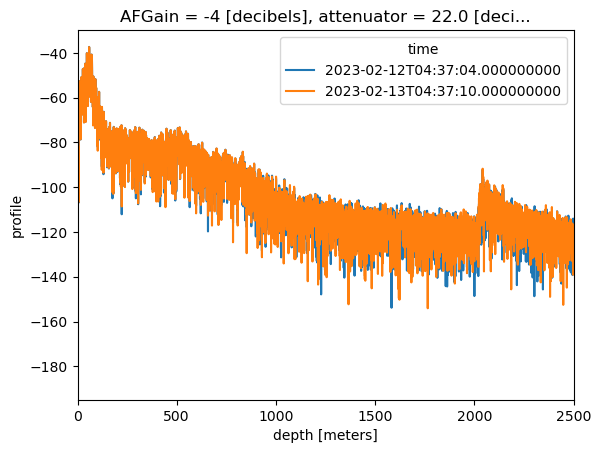 AFGain = -4 [decibels], attenuator = 22.0 [deci...
time
2023-02-12T04:37:04.000000000
2023-02-13T04:37:10.000000000
−40
−60
−80
−100
−120
−140
−160
−180
profile
0
500
1000
1500
2000
2500
depth [meters]